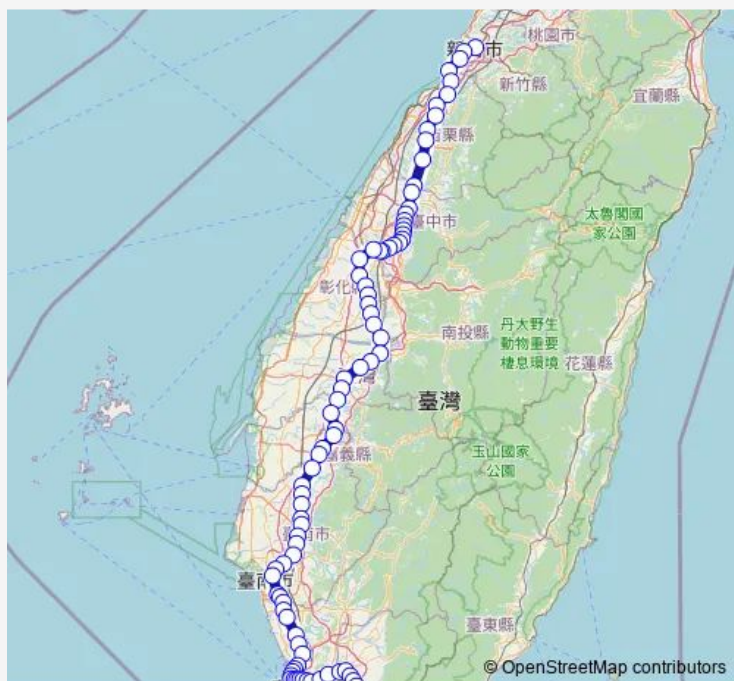 桃園市
新竹縣
宜蘭縣
苗栗縣
臺中市
太魯閣國
家公園
彰化縣
南投縣
丹大野生
動物重要
棲息環境
花蓮縣
臺灣
嘉義縣
玉山國家
公園
臺南市
臺東縣
© OpenStreetMap contributors